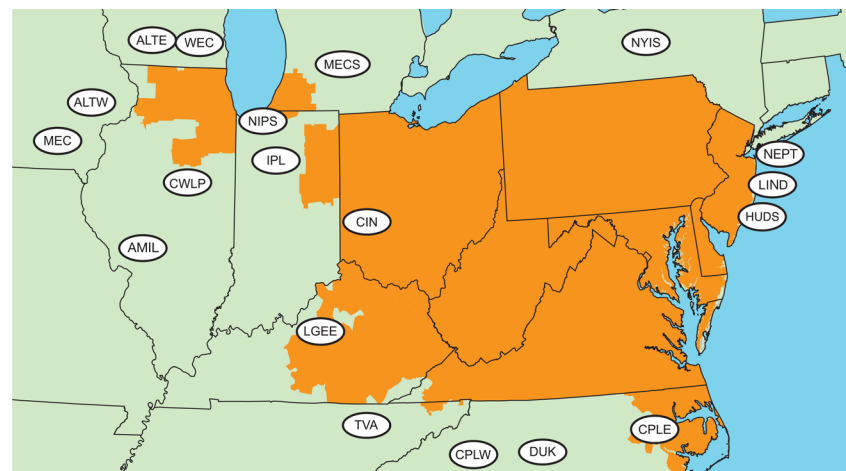 ALTE
WEC
NYIS
MECS
ALTW
NIPS
MEC
IPL
NEPT
CWLP
LIND
CIN
HUDS
AMIL
LGEE
TVA
CPLE
CPLW
DUK